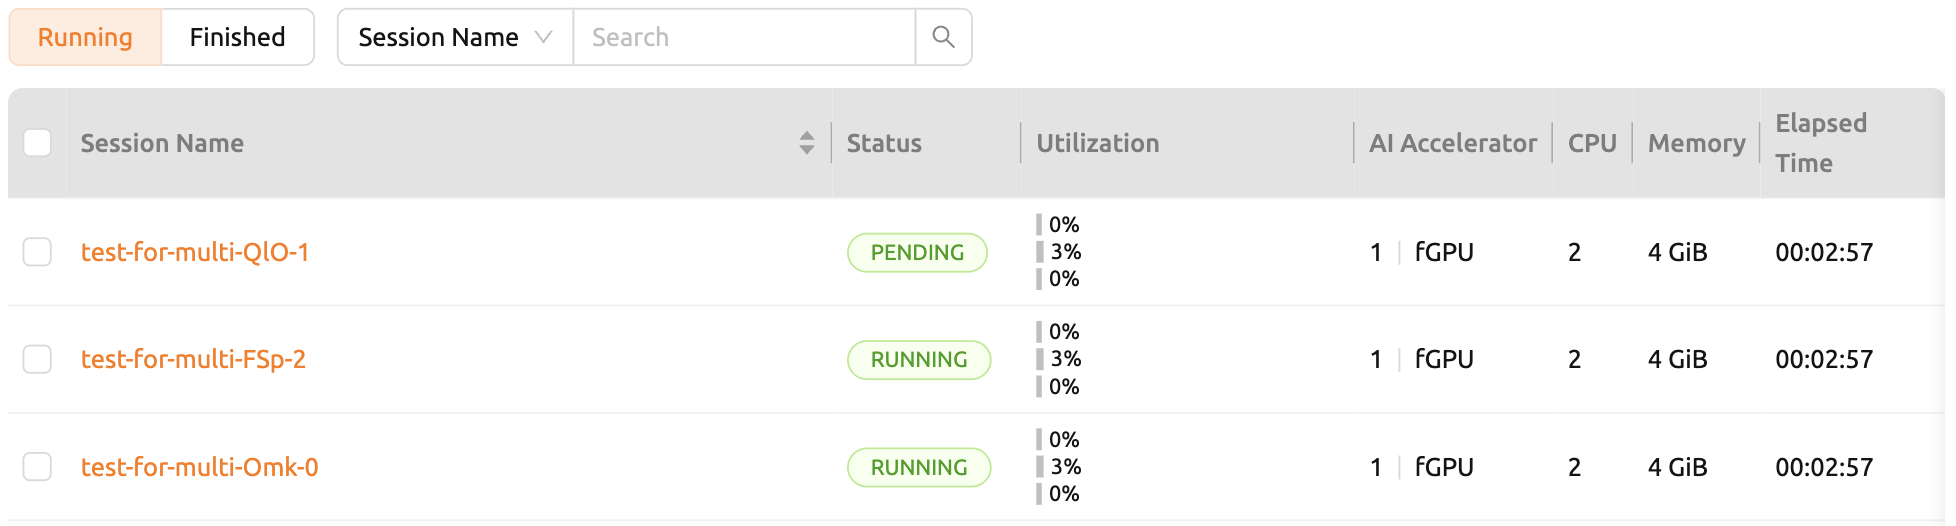 Running Finished Session Name Search
Session Name Status Utilization AI Accelerator CPU Memory Elapsed Time
test-for-multi-QlO-1 PENDING 0% 3% 0% 1 fGPU 2 4 GiB 00:02:57
test-for-multi-FSp-2 RUNNING 0% 3% 0% 1 fGPU 2 4 GiB 00:02:57
test-for-multi-Omk-0 RUNNING 0% 3% 0% 1 fGPU 2 4 GiB 00:02:57